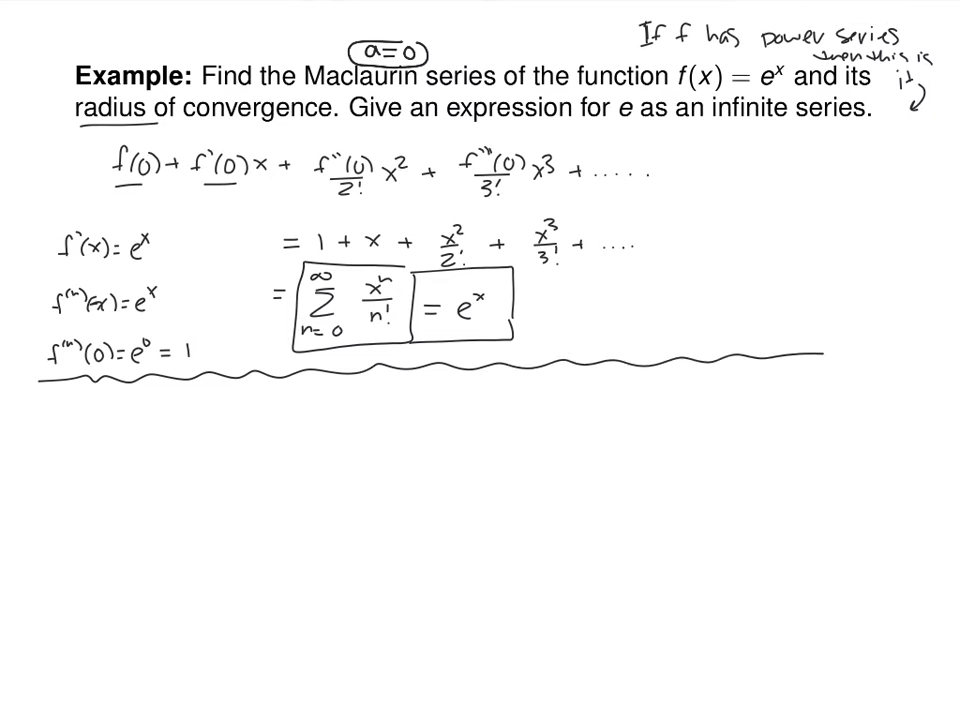 If f has power series
then this is
a=0
Example: Find the Maclaurin series of the function f(x) = e^x and its it
radius of convergence. Give an expression for e as an infinite series.
f(0) + f'(0)x + f''(0)/2! x^2 + f'''(0)/3! x^3 + .....
f'(x) = e^x = 1 + x + x^2/2! + x^3/3! + ....
f^(n)(x) = e^x = ∞ Σ n=0 x^n/n! = e^x
f^(n)(0) = e^0 = 1